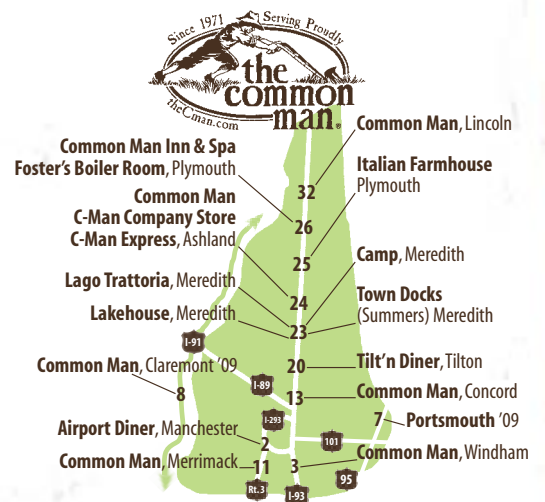 Since 1971 Serving Proudly
the
common
man®
theCman.com
Common Man, Lincoln
Common Man Inn & Spa
Foster's Boiler Room, Plymouth
Italian Farmhouse
Plymouth
32
Common Man
C-Man Company Store
C-Man Express, Ashland
26
25
Camp, Meredith
Lago Trattoria, Meredith
24
Town Docks
(Summers) Meredith
Lakehouse, Meredith
23
I-91
Common Man, Claremont '09
8
20
Tilt'n Diner, Tilton
I-89
13
Common Man, Concord
I-293
7
Portsmouth '09
Airport Diner, Manchester
2
101
Common Man, Windham
Common Man, Merrimack
11
3
95
Rt.3
I-93